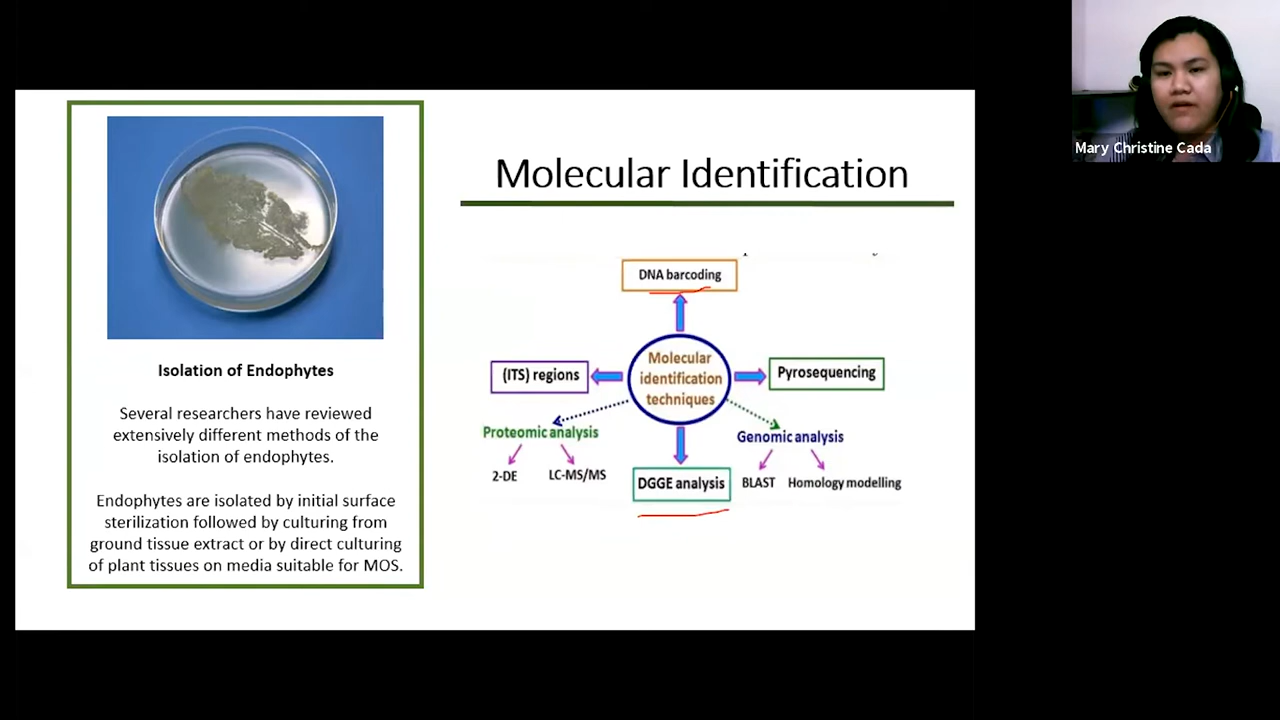 Mary Christine Cada
Molecular Identification
Isolation of Endophytes
Several researchers have reviewed
extensively different methods of the
isolation of endophytes.
Endophytes are isolated by initial surface
sterilization followed by culturing from
ground tissue extract or by direct culturing
of plant tissues on media suitable for MOS.
DNA barcoding
Molecular
identification
techniques
(ITS) regions
Pyrosequencing
Proteomic analysis
Genomic analysis
2-DE
LC-MS/MS
DGGE analysis
BLAST
Homology modelling